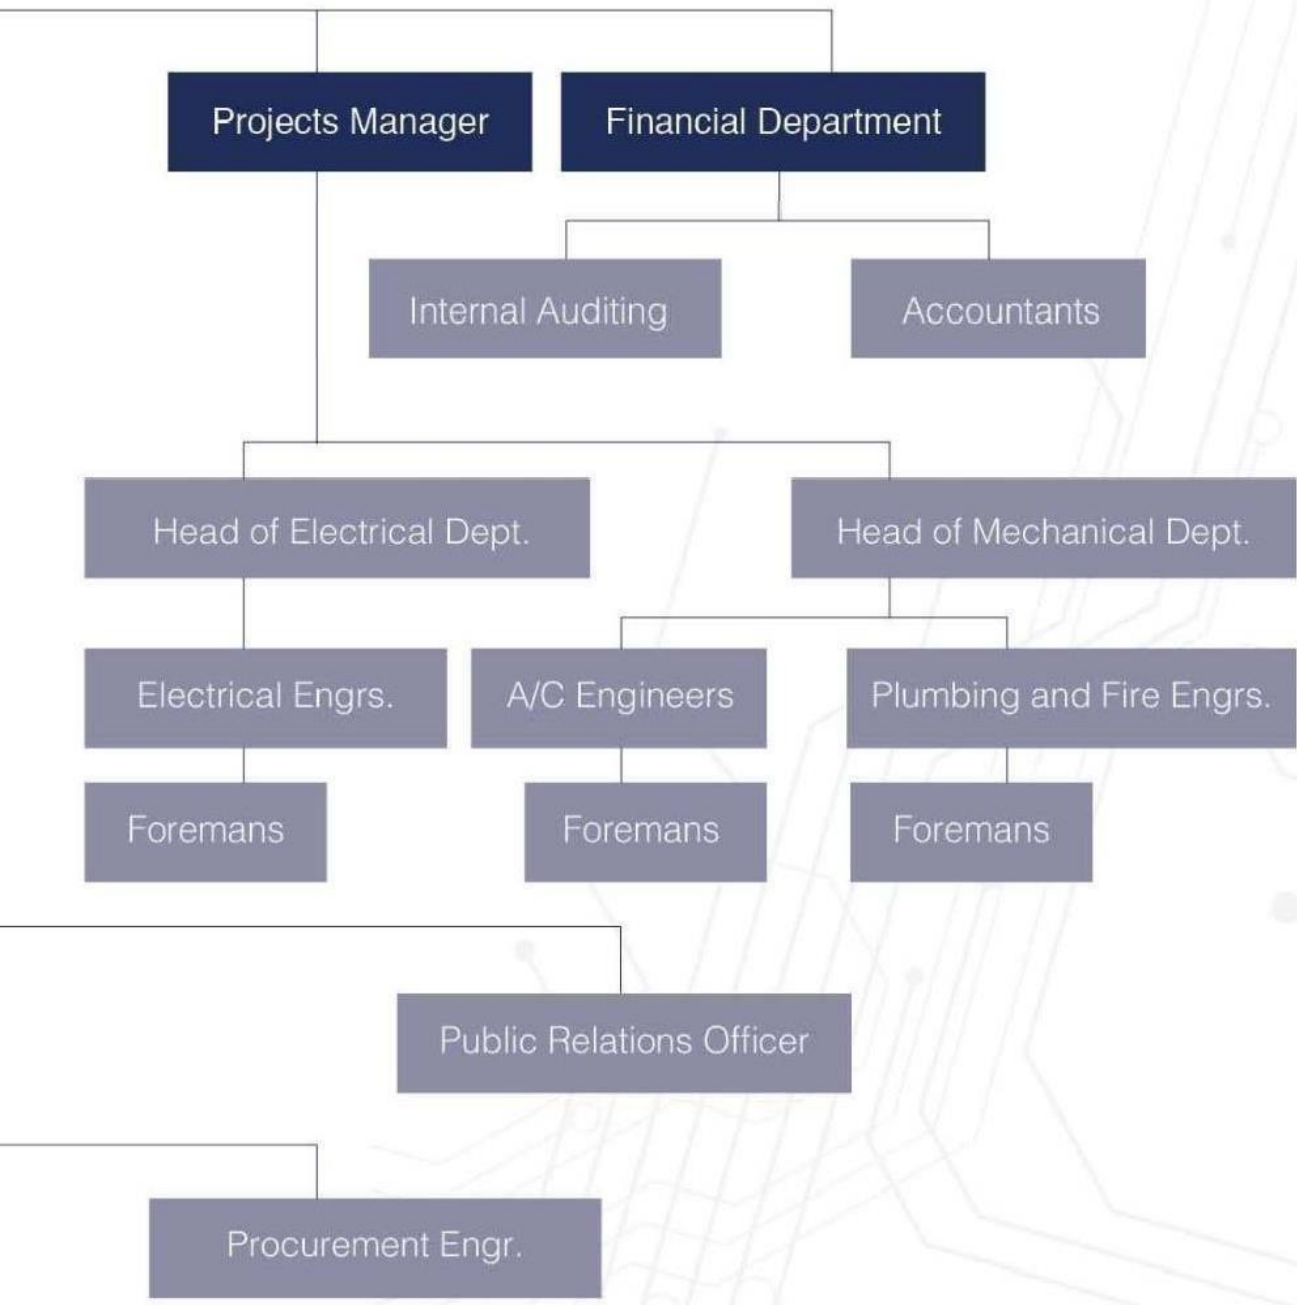 Projects Manager
Financial Department
Internal Auditing
Accountants
Head of Electrical Dept.
Head of Mechanical Dept.
Electrical Engrs.
A/C Engineers
Plumbing and Fire Engrs.
Foremans
Foremans
Foremans
Public Relations Officer
Procurement Engr.